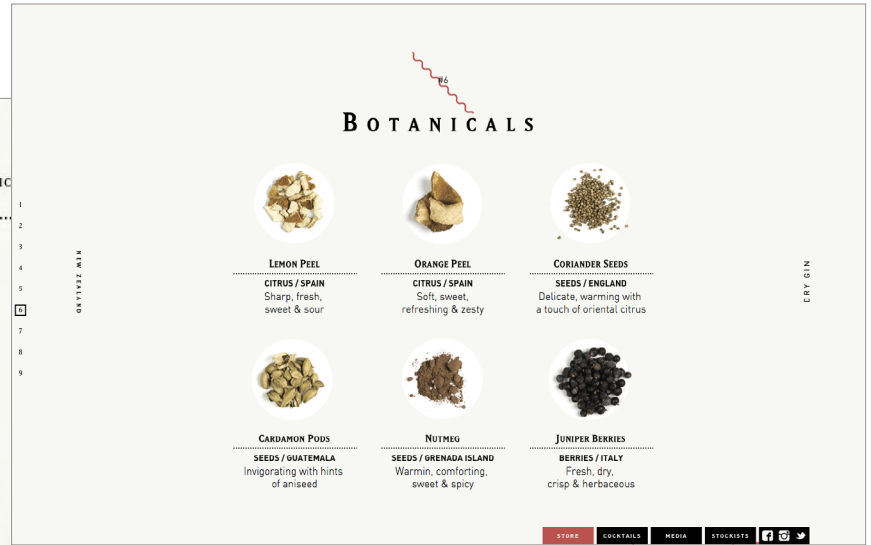 #6
BOTANICALS
IC
1
2
3
4
5
6
7
8
9
NEW ZEALAND
LEMON PEEL
CITRUS / SPAIN
Sharp, fresh,
sweet & sour
ORANGE PEEL
CITRUS / SPAIN
Soft, sweet,
refreshing & zesty
CORIANDER SEEDS
SEEDS / ENGLAND
Delicate, warming with
a touch of oriental citrus
CARDAMON PODS
SEEDS / GUATEMALA
Invigorating with hints
of aniseed
NUTMEG
SEEDS / GRENADA ISLAND
Warmin, comforting,
sweet & spicy
JUNIPER BERRIES
BERRIES / ITALY
Fresh, dry,
crisp & herbaceous
CRY GIN
STORE
COCKTAILS
MEDIA
STOCKISTS